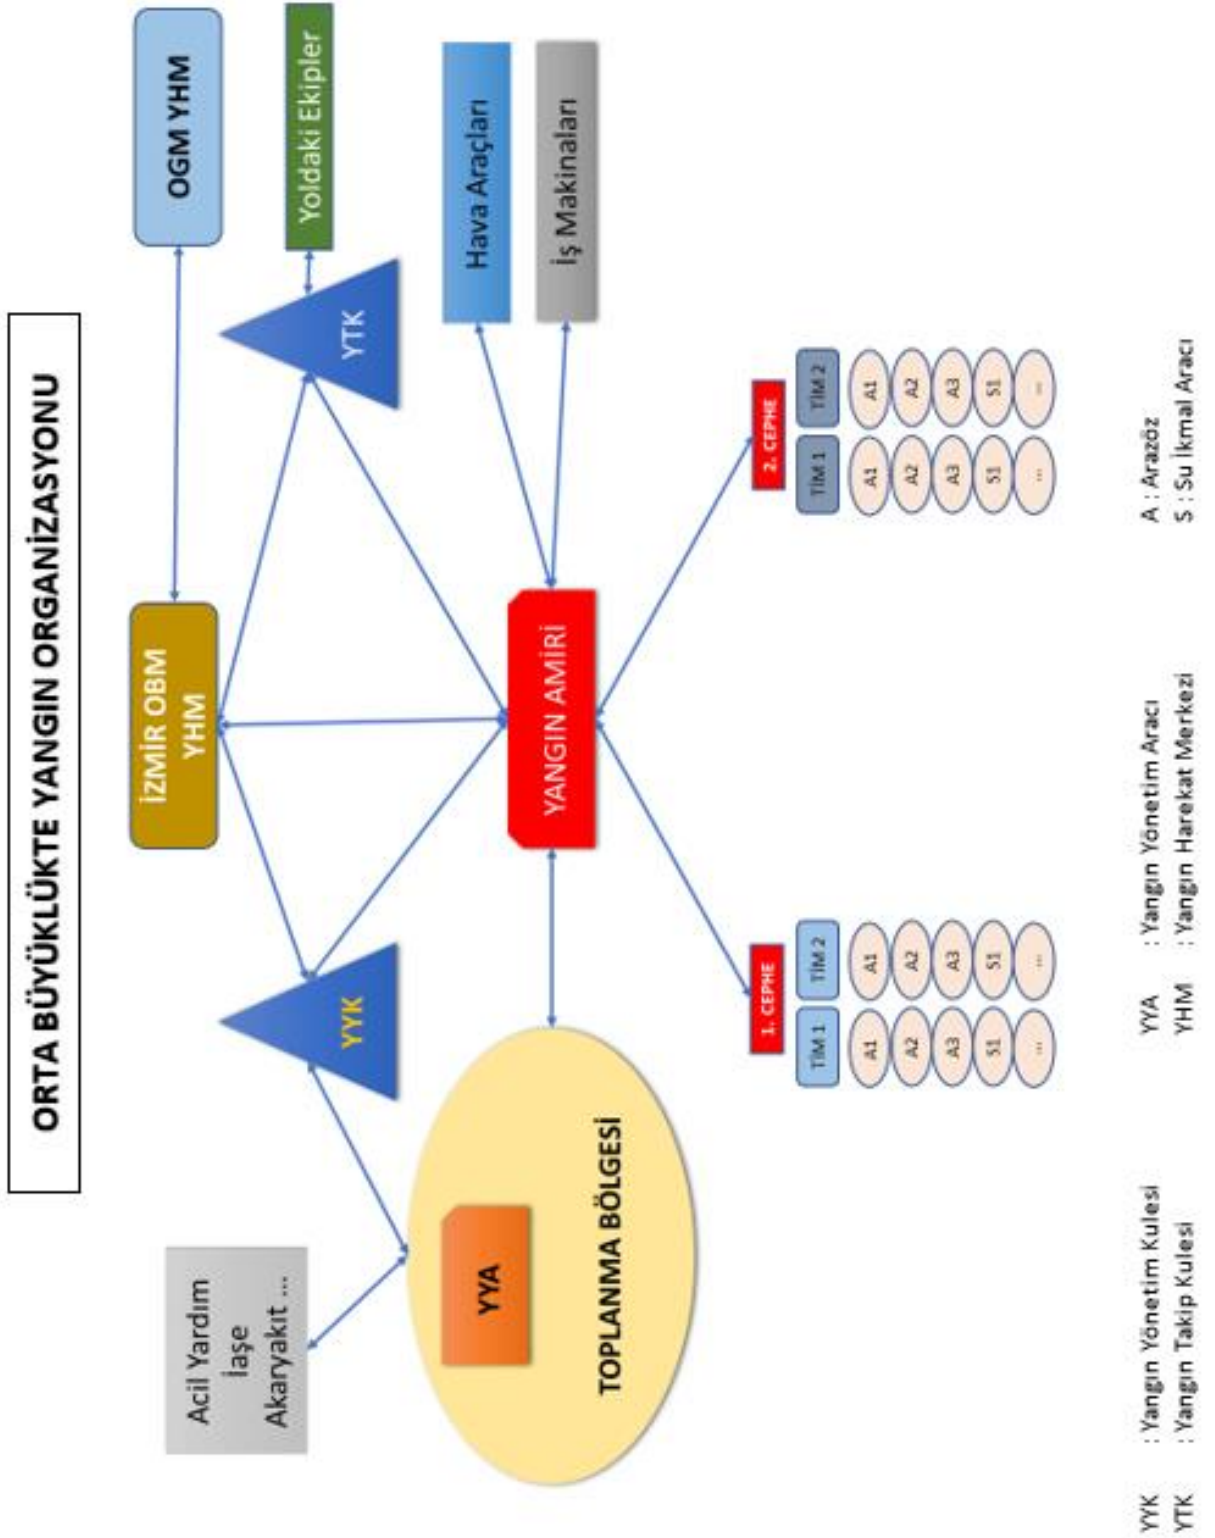 ORTA BÜYÜKLÜKTE YANGIN ORGANİZASYONU
Acil Yardım
İaşe
Akaryakıt ...
İZMİR OBM
YHM
OGM YHM
YYK
YTK
Yoldaki Ekipler
YYA
TOPLANMA BÖLGESİ
YANGIN AMİRİ
Hava Araçları
İş Makinaları
1. CEPHE
TİM 1
TİM 2
A1
A1
A2
A2
A3
A3
S1
S1
...
...
2. CEPHE
TİM 1
TİM 2
A1
A1
A2
A2
A3
A3
S1
S1
...
...
YYK : Yangın Yönetim Kulesi
YTK : Yangın Takip Kulesi
YYA : Yangın Yönetim Aracı
YHM : Yangın Harekat Merkezi
A : Arazöz
S : Su İkmal Aracı